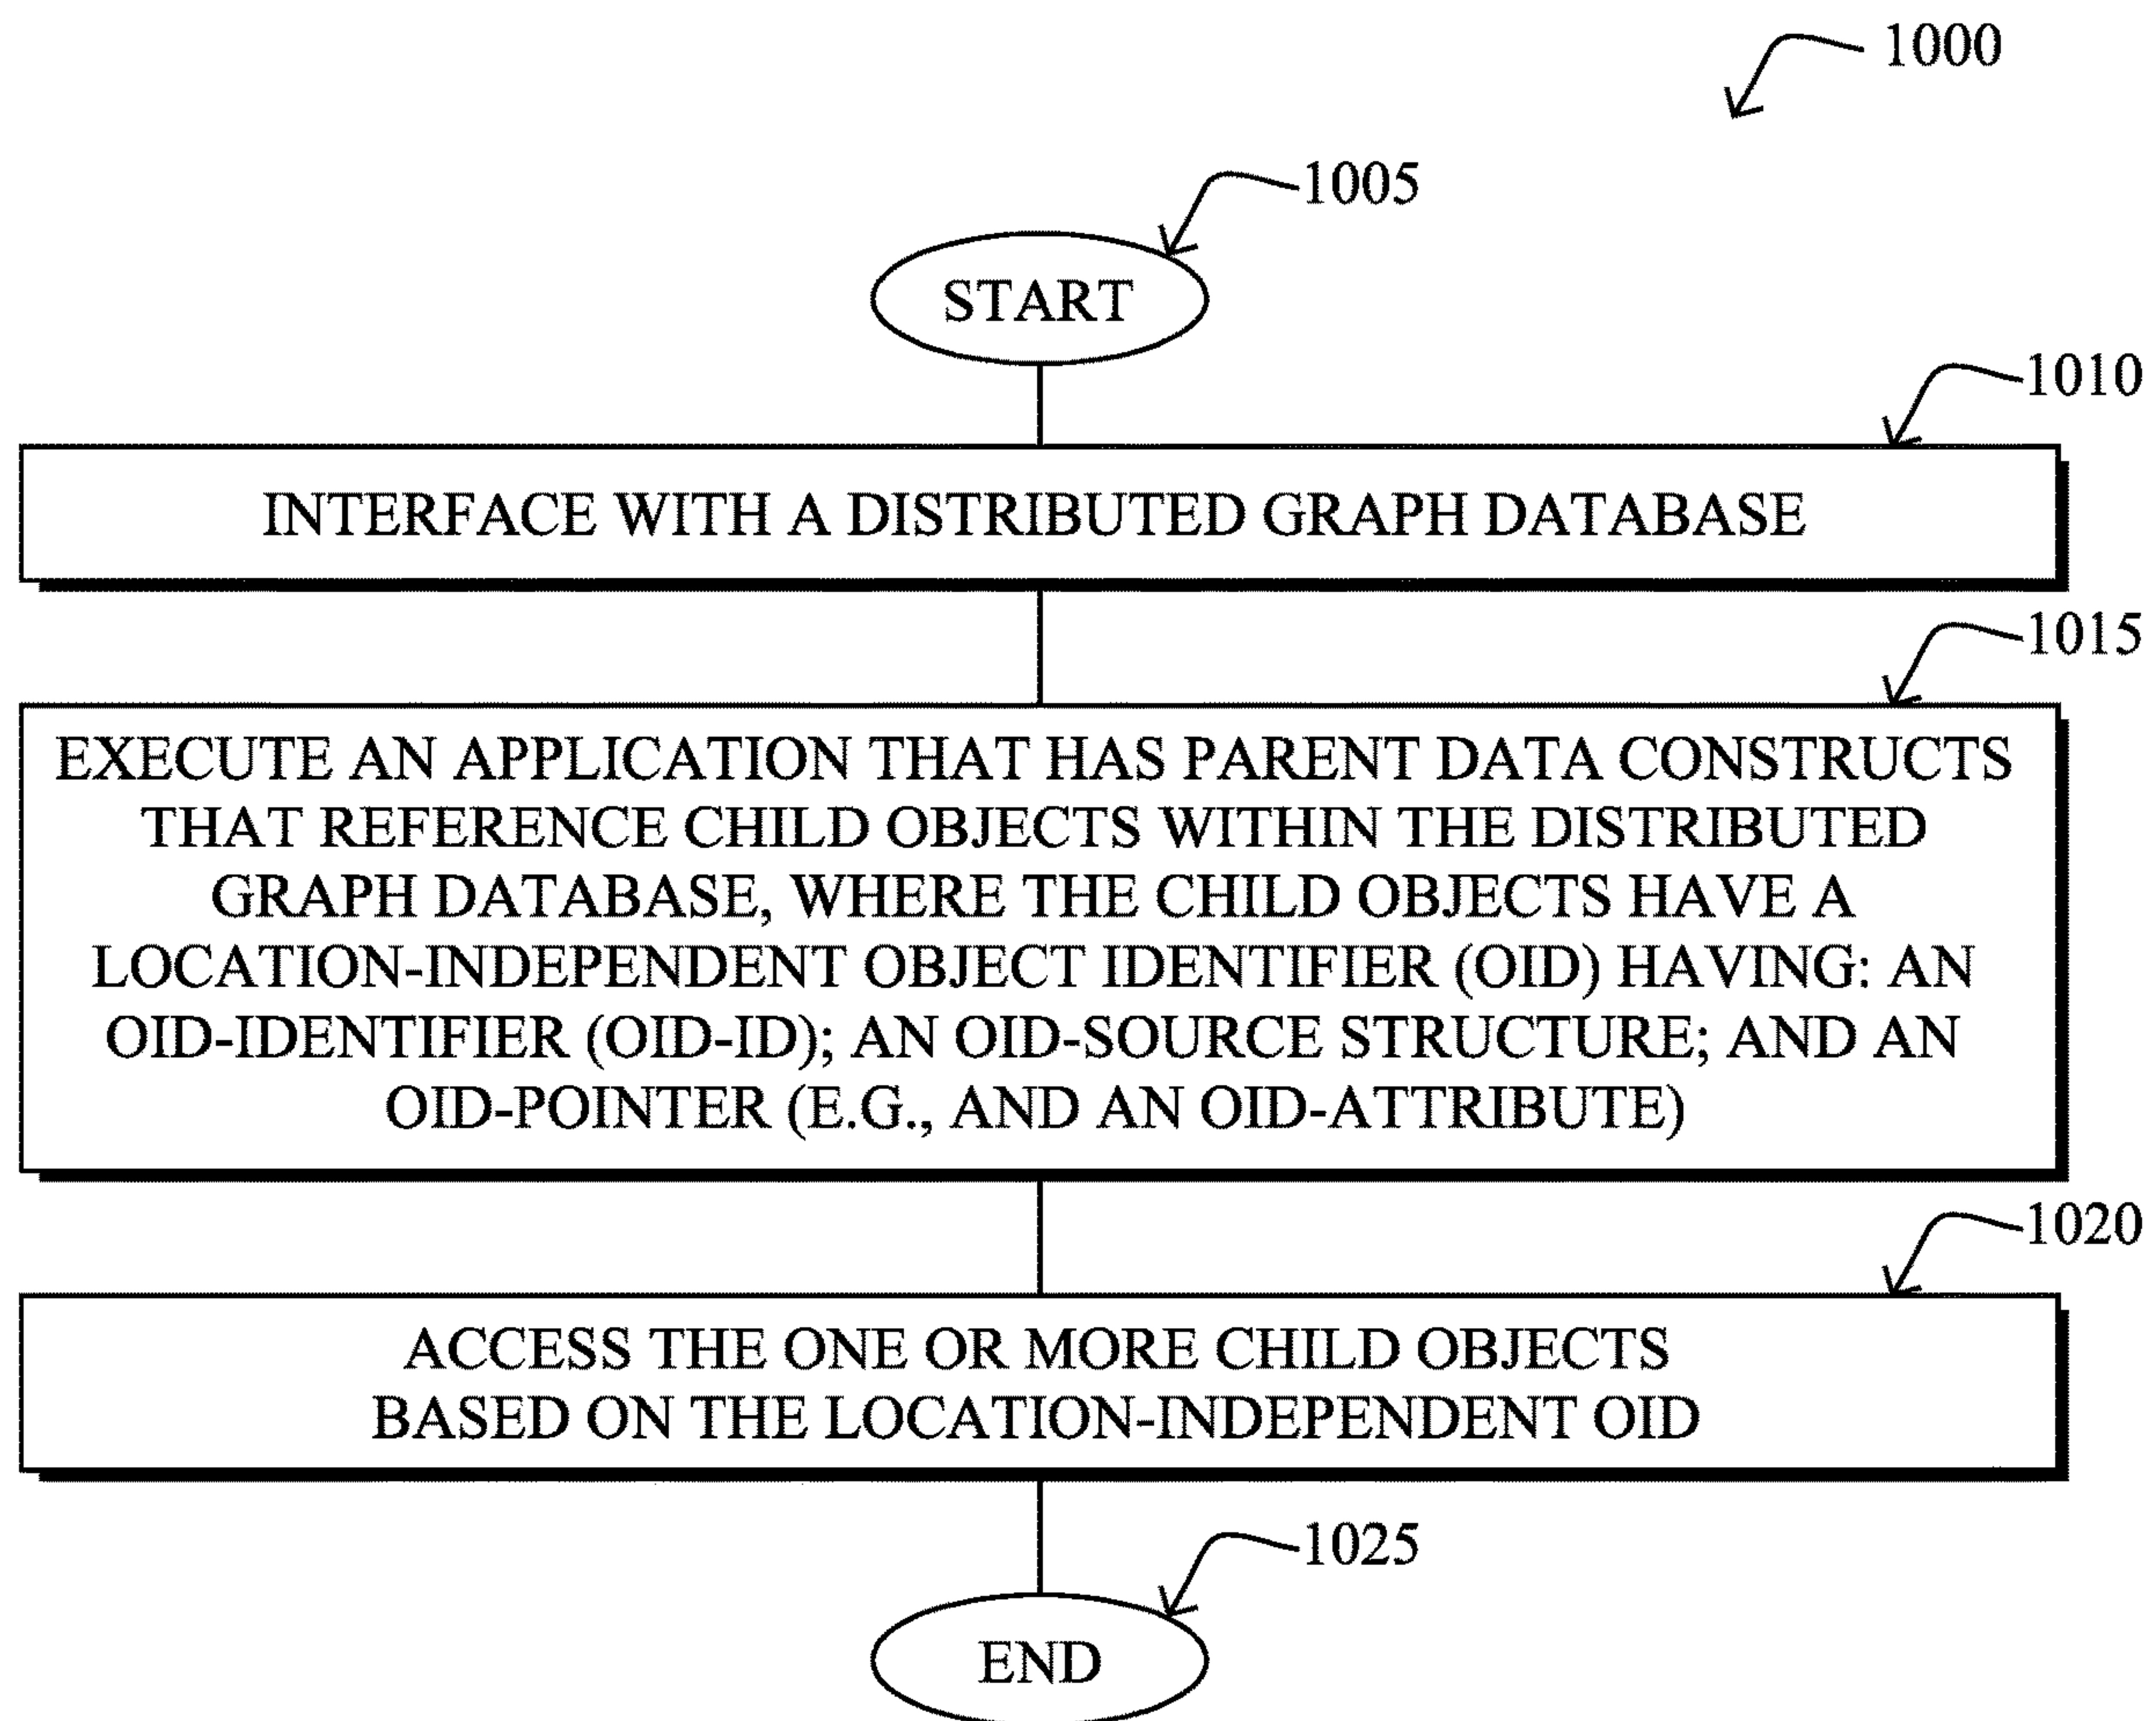 1000
1005
START
1010
INTERFACE WITH A DISTRIBUTED GRAPH DATABASE
1015
EXECUTE AN APPLICATION THAT HAS PARENT DATA CONSTRUCTS
THAT REFERENCE CHILD OBJECTS WITHIN THE DISTRIBUTED
GRAPH DATABASE, WHERE THE CHILD OBJECTS HAVE A
LOCATION-INDEPENDENT OBJECT IDENTIFIER (OID) HAVING: AN
OID-IDENTIFIER (OID-ID); AN OID-SOURCE STRUCTURE; AND AN
OID-POINTER (E.G., AND AN OID-ATTRIBUTE)
1020
ACCESS THE ONE OR MORE CHILD OBJECTS
BASED ON THE LOCATION-INDEPENDENT OID
1025
END